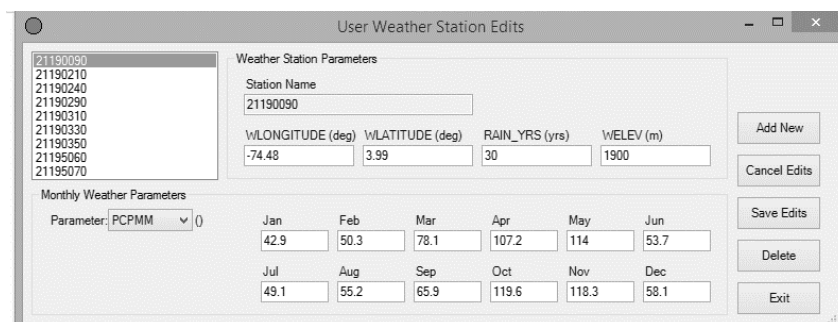 User Weather Station Edits
21190090
21190210
21190240
21190290
21190310
21190330
21190350
21195060
21195070
Weather Station Parameters
Station Name
21190090
WLONGITUDE (deg) WLATITUDE (deg) RAIN_YRS (yrs) WELEV (m)
-74.48 3.99 30 1900
Add New
Cancel Edits
Save Edits
Delete
Exit
Monthly Weather Parameters
Parameter: PCPMM ()
Jan Feb Mar Apr May Jun
42.9 50.3 78.1 107.2 114 53.7
Jul Aug Sep Oct Nov Dec
49.1 55.2 65.9 119.6 118.3 58.1